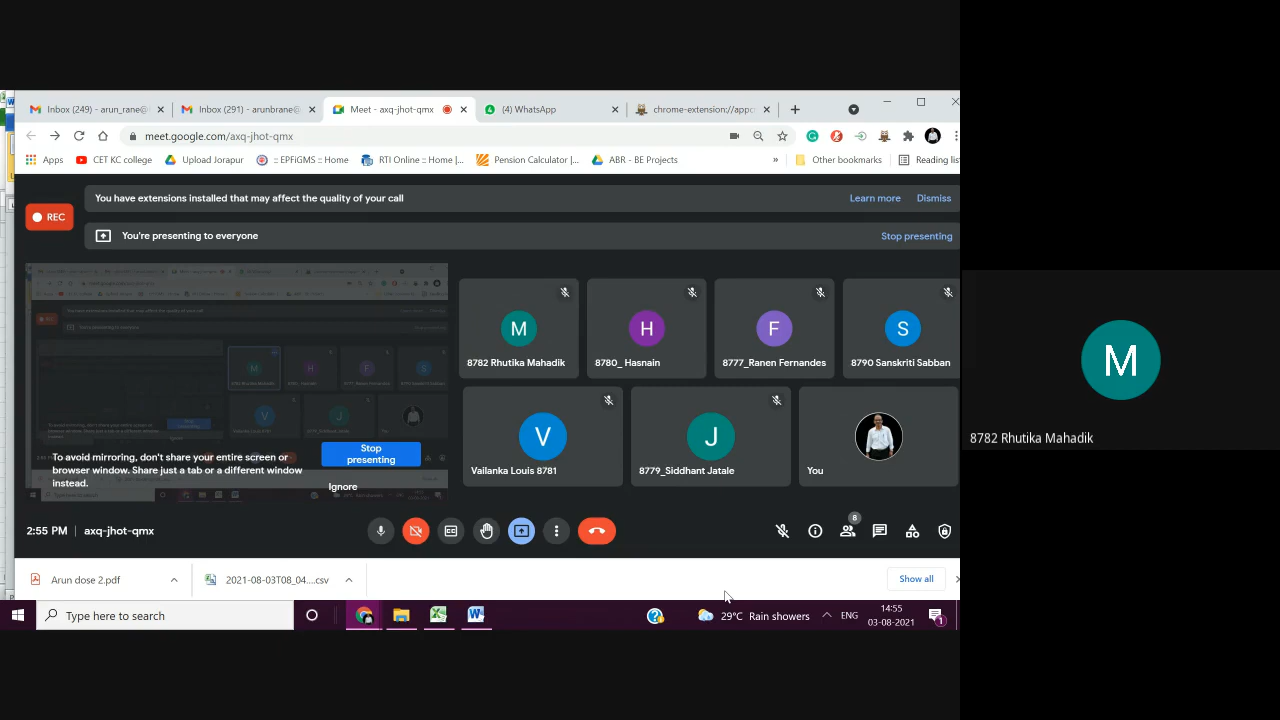 Inbox (249) - arun_rane@
Inbox (291) - arunbrane@
Meet - axq-jhot-qmx
(4) WhatsApp
chrome-extension://appc
meet.google.com/axq-jhot-qmx
Apps
CET KC college
Upload Jorapur
:: EPFiGMS :: Home
RTI Online :: Home |...
Pension Calculator |...
ABR - BE Projects
»
Other bookmarks
Reading list
You have extensions installed that may affect the quality of your call
Learn more
Dismiss
REC
You're presenting to everyone
Stop presenting
M
8782 Rhutika Mahadik
H
8780_ Hasnain
F
8777_Ranen Fernandes
S
8790 Sanskriti Sabban
V
Vailanka Louis 8781
J
8779_Siddhant Jatale
You
To avoid mirroring, don't share your entire screen or
browser window. Share just a tab or a different window
instead.
Stop
presenting
Ignore
2:55 PM | axq-jhot-qmx
8
Arun dose 2.pdf
2021-08-03T08_04....csv
Show all
Type here to search
29°C Rain showers
ENG
14:55
03-08-2021
1
M
8782 Rhutika Mahadik